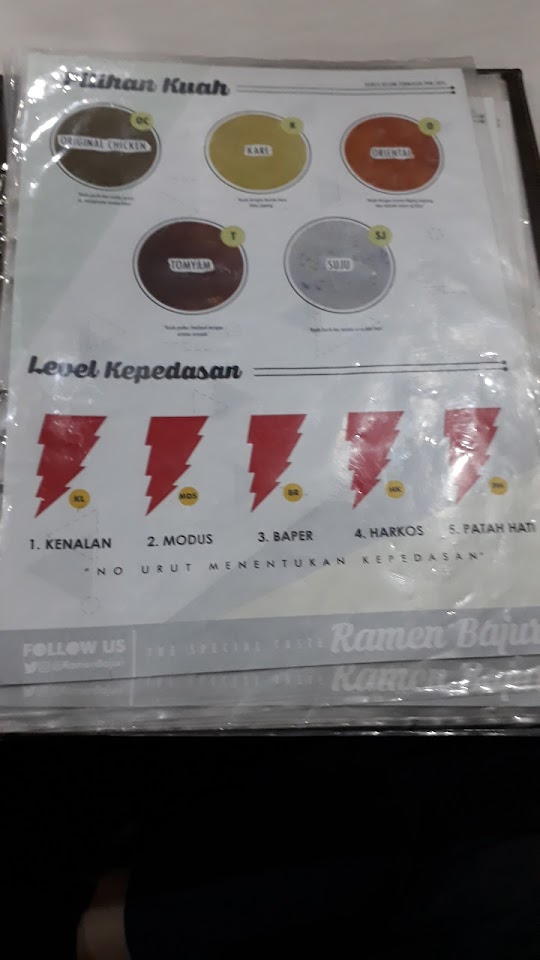 Pilihan Kuah
OC
ORIGINAL CHICKEN
K
KARE
O
ORIENTAL
T
TOMYAM
SJ
SUJU
Level Kepedasan
KL
MDS
BR
HK
PH
1. KENALAN
2. MODUS
3. BAPER
4. HARKOS
5. PATAH HATI
"NO URUT MENENTUKAN KEPEDASAN"
FOLLOW US
@RamenBajuri
THE SPECIAL TASTE
Ramen Bajuri